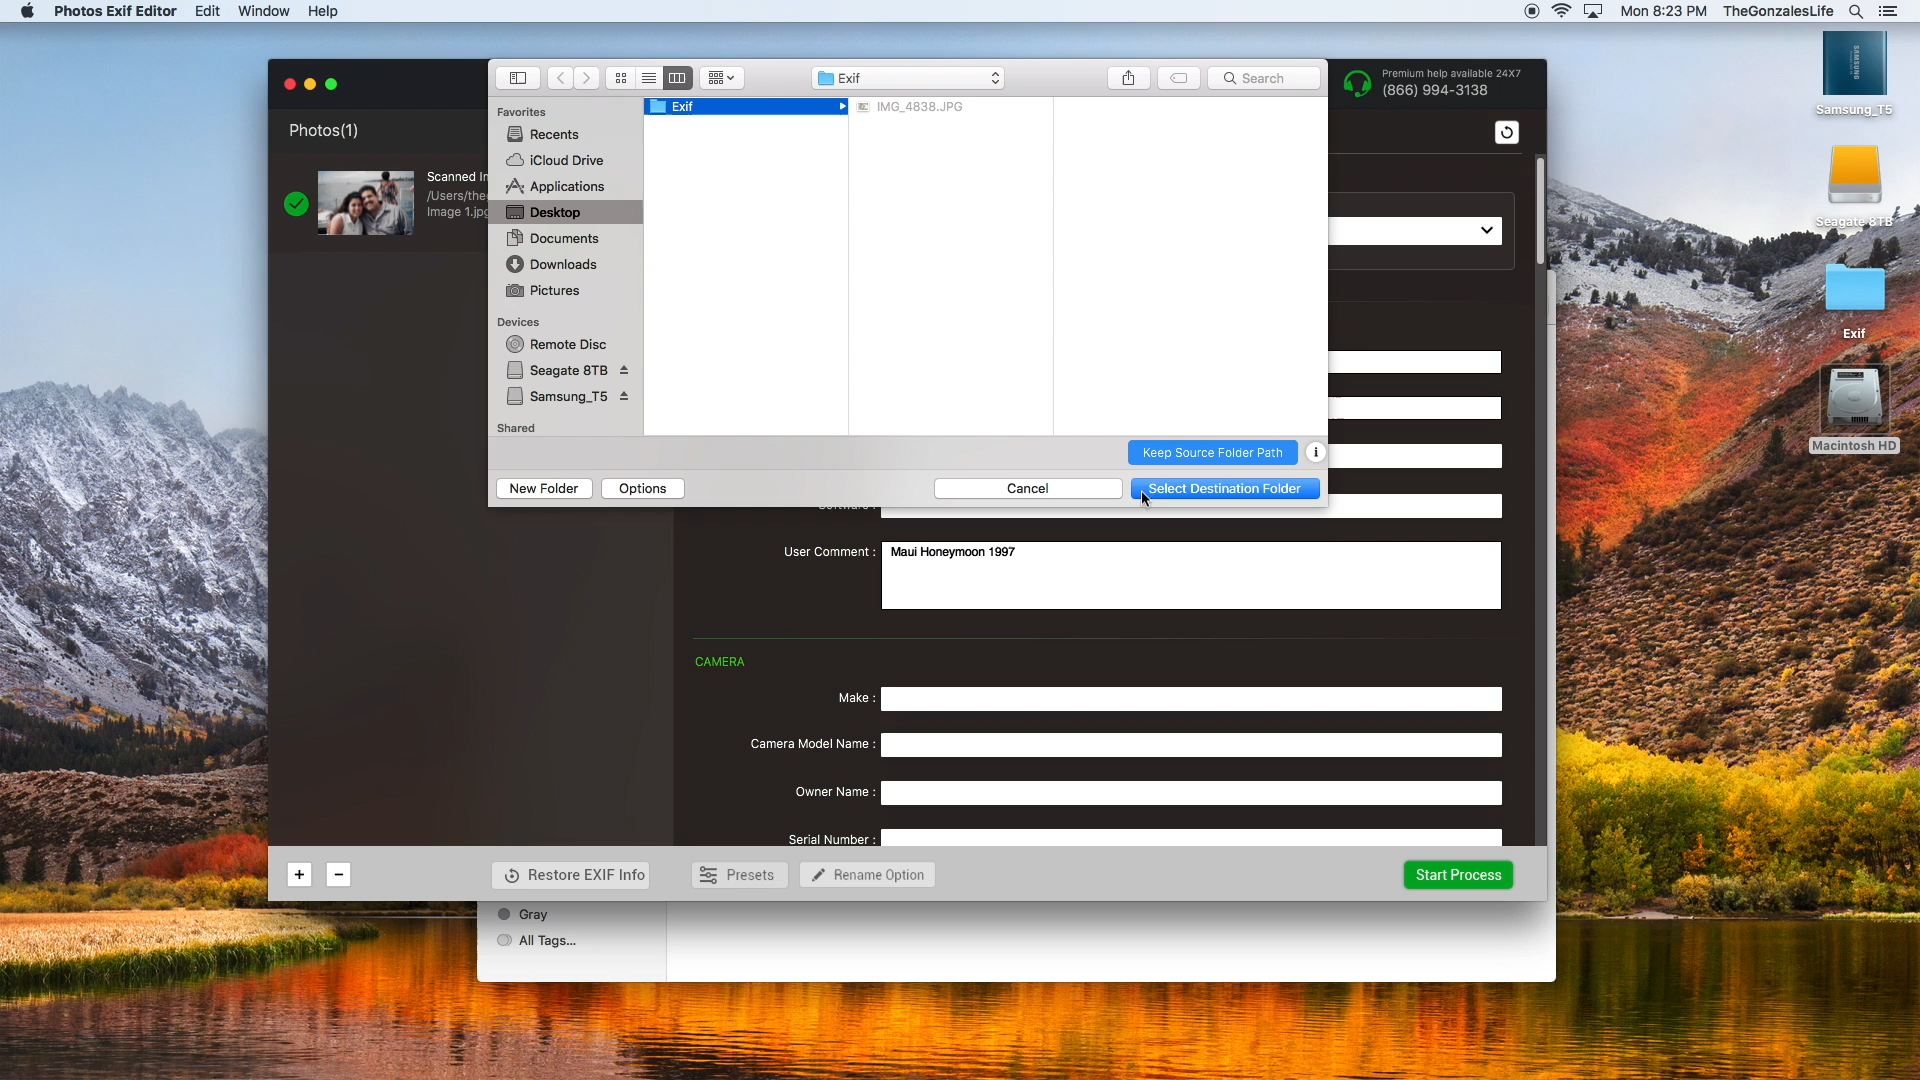 Photos Exif Editor Edit Window Help
Mon 8:23 PM TheGonzalesLife
Exif
Search
Premium help available 24X7
(866) 994-3138
SAMSUNG
Samsung_T5
Photos(1)
Favorites
Recents
iCloud Drive
Applications
Desktop
Documents
Downloads
Pictures
Devices
Remote Disc
Seagate 8TB
Samsung_T5
Shared
Exif
IMG_4838.JPG
Scanned
/Users/the
Image 1.jpg
Seagate 8TB
Exif
Macintosh HD
Keep Source Folder Path
New Folder Options Cancel Select Destination Folder
Software :
User Comment : Maui Honeymoon 1997
CAMERA
Make :
Camera Model Name :
Owner Name :
Serial Number :
+ - Restore EXIF Info Presets Rename Option Start Process
Gray
All Tags...